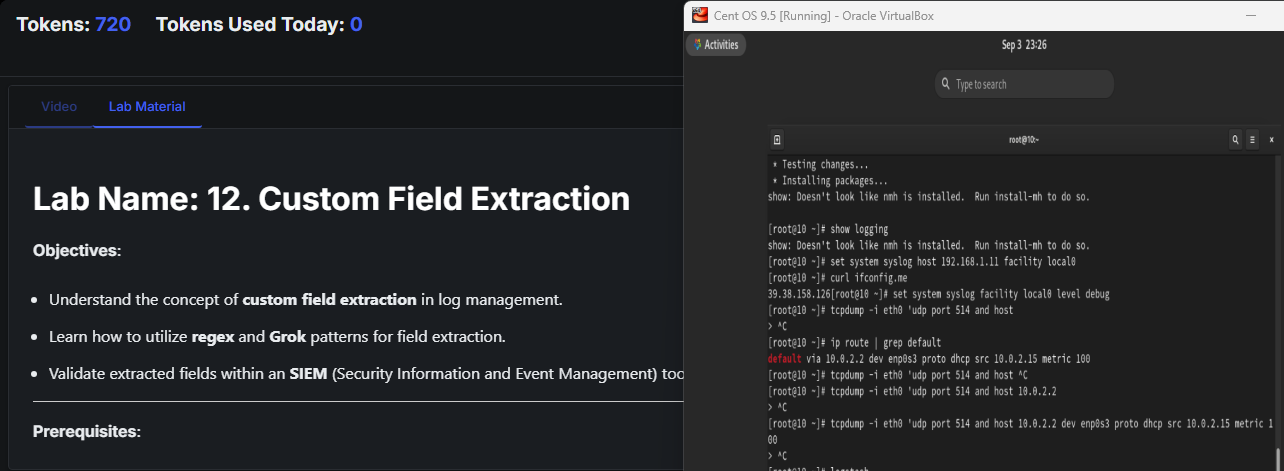 Tokens: 720 Tokens Used Today: 0
Video Lab Material
Lab Name: 12. Custom Field Extraction
Objectives:
Understand the concept of custom field extraction in log management.
Learn how to utilize regex and Grok patterns for field extraction.
Validate extracted fields within an SIEM (Security Information and Event Management) too
Prerequisites:
Cent OS 9.5 [Running] - Oracle VirtualBox
Activities
Sep 3 23:26
Type to search
root@10:~
* Testing changes...
* Installing packages...
show: Doesn't look like nmh is installed. Run install-mh to do so.
[root@10 ~]# show logging
show: Doesn't look like nmh is installed. Run install-mh to do so.
[root@10 ~]# set system syslog host 192.168.1.11 facility local0
[root@10 ~]# curl ifconfig.me
39.38.158.126[root@10 ~]# set system syslog facility local0 level debug
[root@10 ~]# tcpdump -i eth0 'udp port 514 and host
> ^C
[root@10 ~]# ip route | grep default
default via 10.0.2.2 dev enp0s3 proto dhcp src 10.0.2.15 metric 100
[root@10 ~]# tcpdump -i eth0 'udp port 514 and host ^C
[root@10 ~]# tcpdump -i eth0 'udp port 514 and host 10.0.2.2
> ^C
[root@10 ~]# tcpdump -i eth0 'udp port 514 and host 10.0.2.2 dev enp0s3 proto dhcp src 10.0.2.15 metric 1
00
> ^C